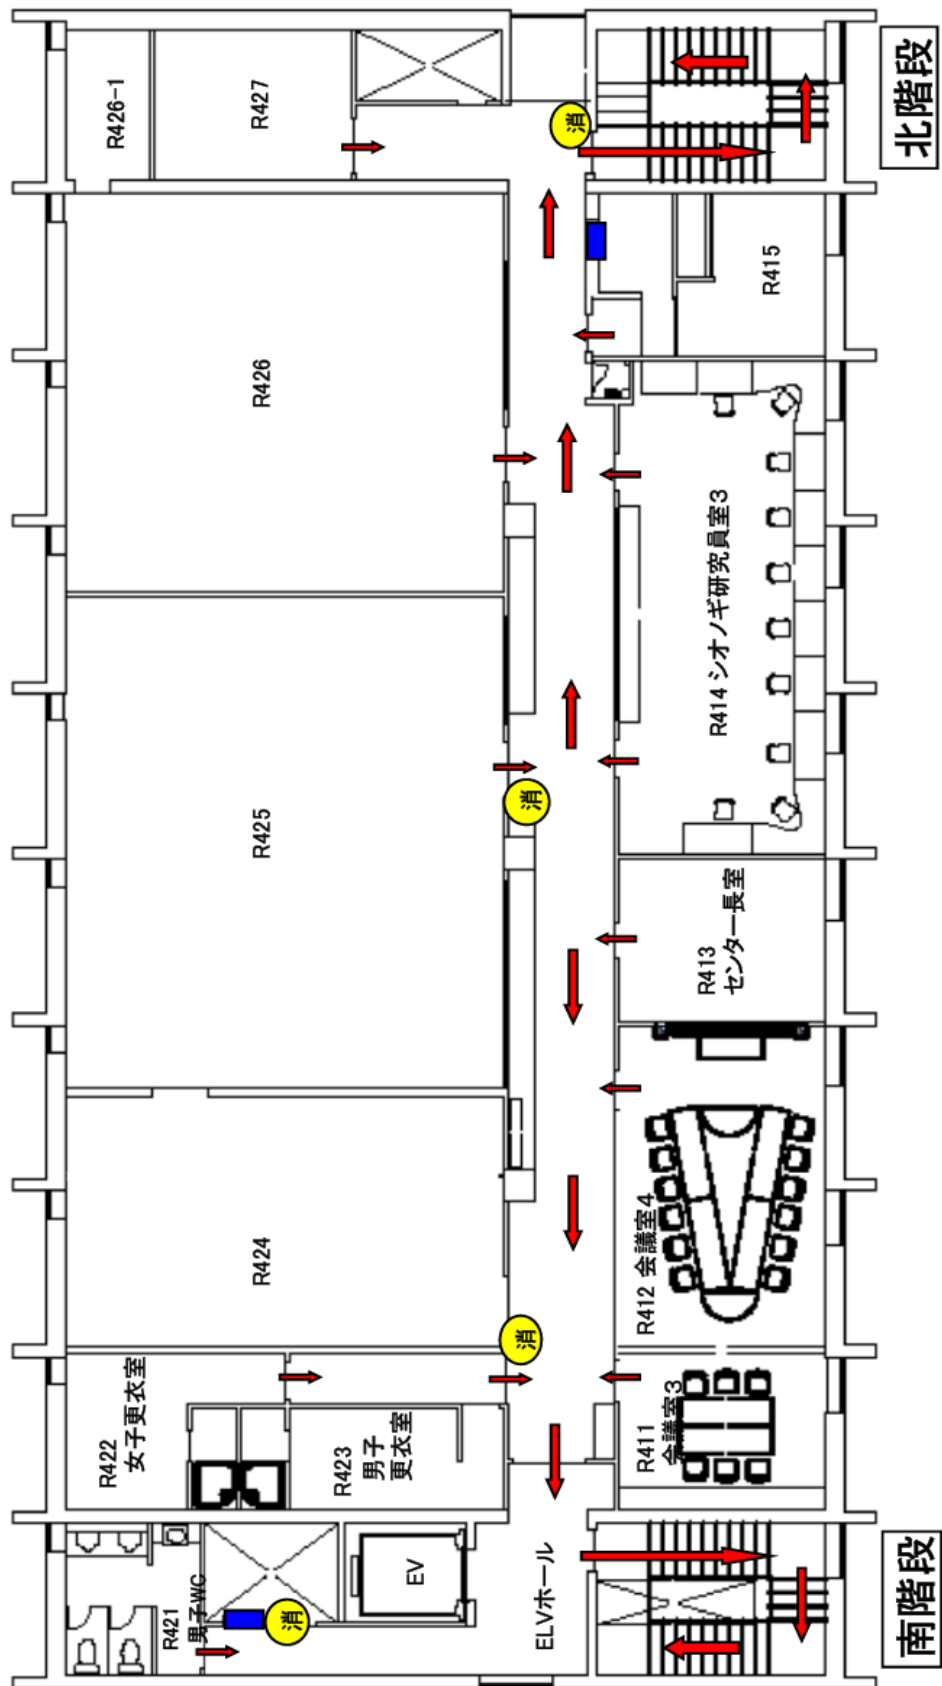 北階段
R426-1
R427
消
R415
R426
R414 シオノギ研究員室3
R425
消
R413
センター長室
R424
R412 会議室4
消
R422
女子更衣室
R423
男子
更衣室
R411
会議室3
R421
男子WC
消
EV
ELVホール
南階段